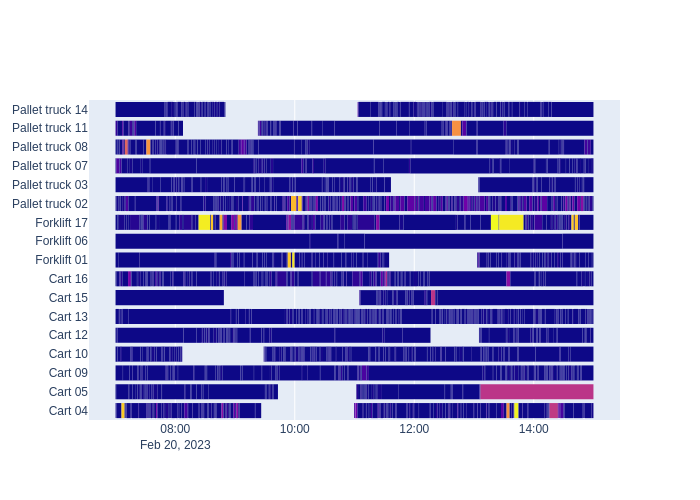 Pallet truck 14
Pallet truck 11
Pallet truck 08
Pallet truck 07
Pallet truck 03
Pallet truck 02
Forklift 17
Forklift 06
Forklift 01
Cart 16
Cart 15
Cart 13
Cart 12
Cart 10
Cart 09
Cart 05
Cart 04
08:00 10:00 12:00 14:00
Feb 20, 2023